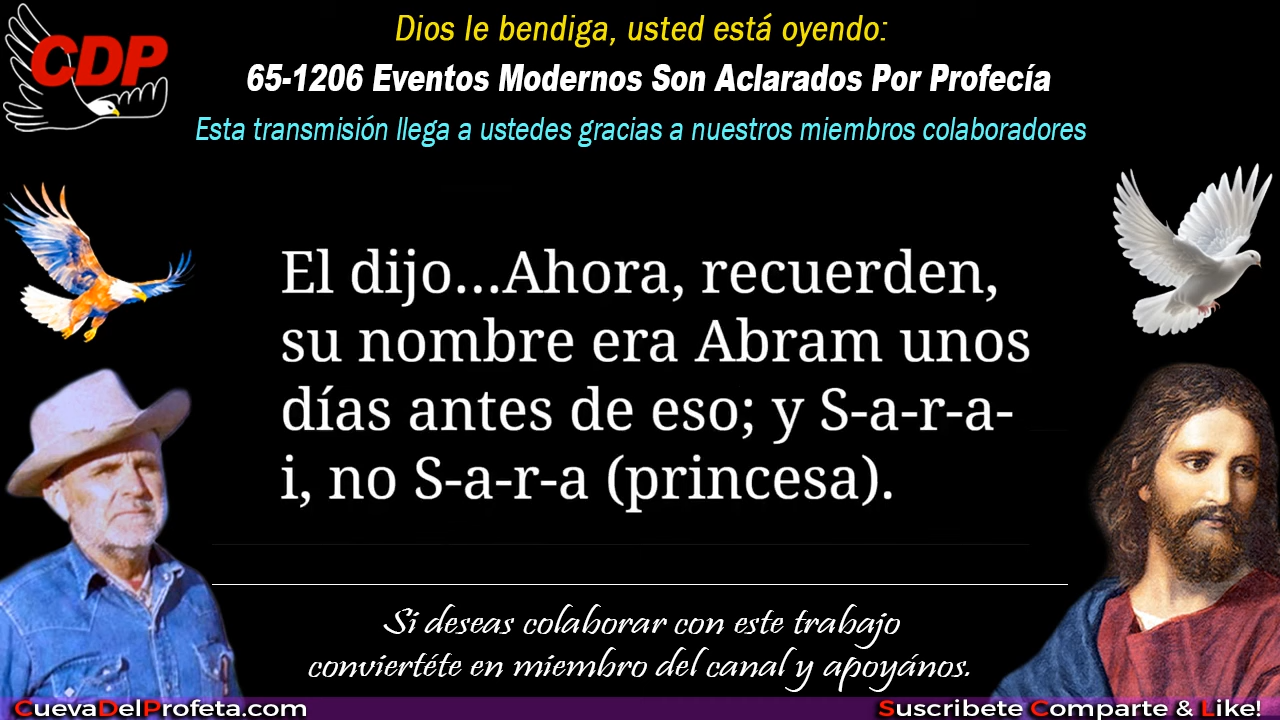 CDP
Dios le bendiga, usted está oyendo:
65-1206 Eventos Modernos Son Aclarados Por Profecía
Esta transmisión llega a ustedes gracias a nuestros miembros colaboradores
El dijo...Ahora, recuerden,
su nombre era Abram unos
días antes de eso; y S-a-r-a-
i, no S-a-r-a (princesa).
Si deseas colaborar con este trabajo
conviertéte en miembro del canal y apoyános.
CuevaDelProfeta.com
Suscribete Comparte & Like!